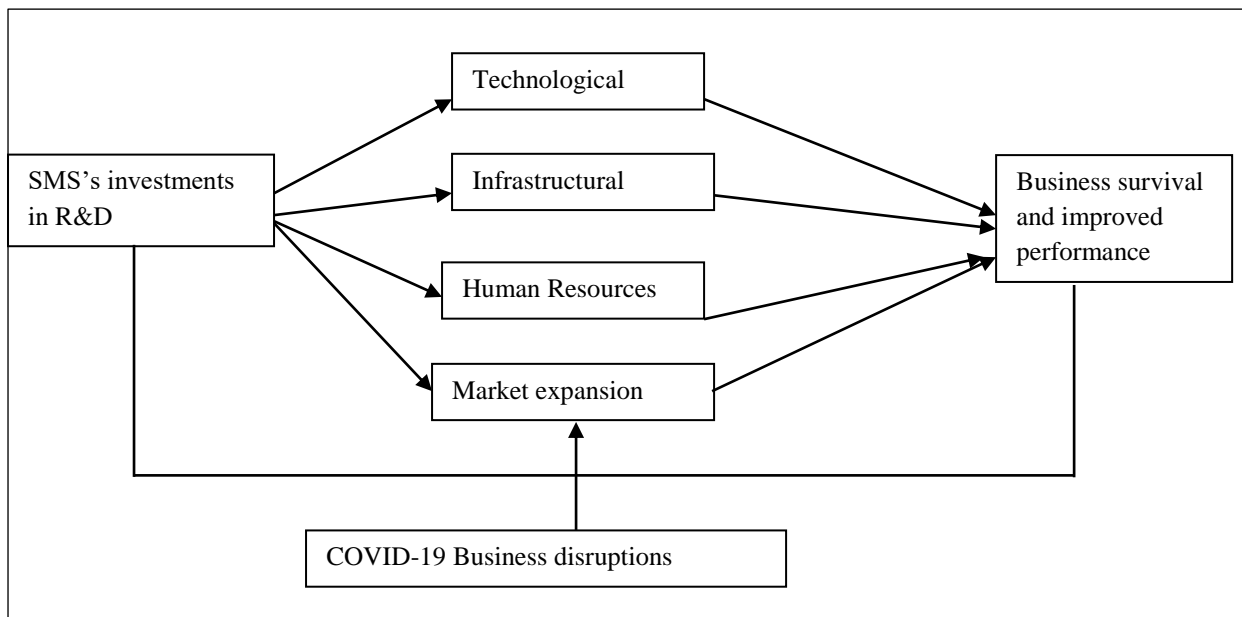 Technological
SMS's investments
in R&D
Infrastructural
Business survival
and improved
performance
Human Resources
Market expansion
COVID-19 Business disruptions